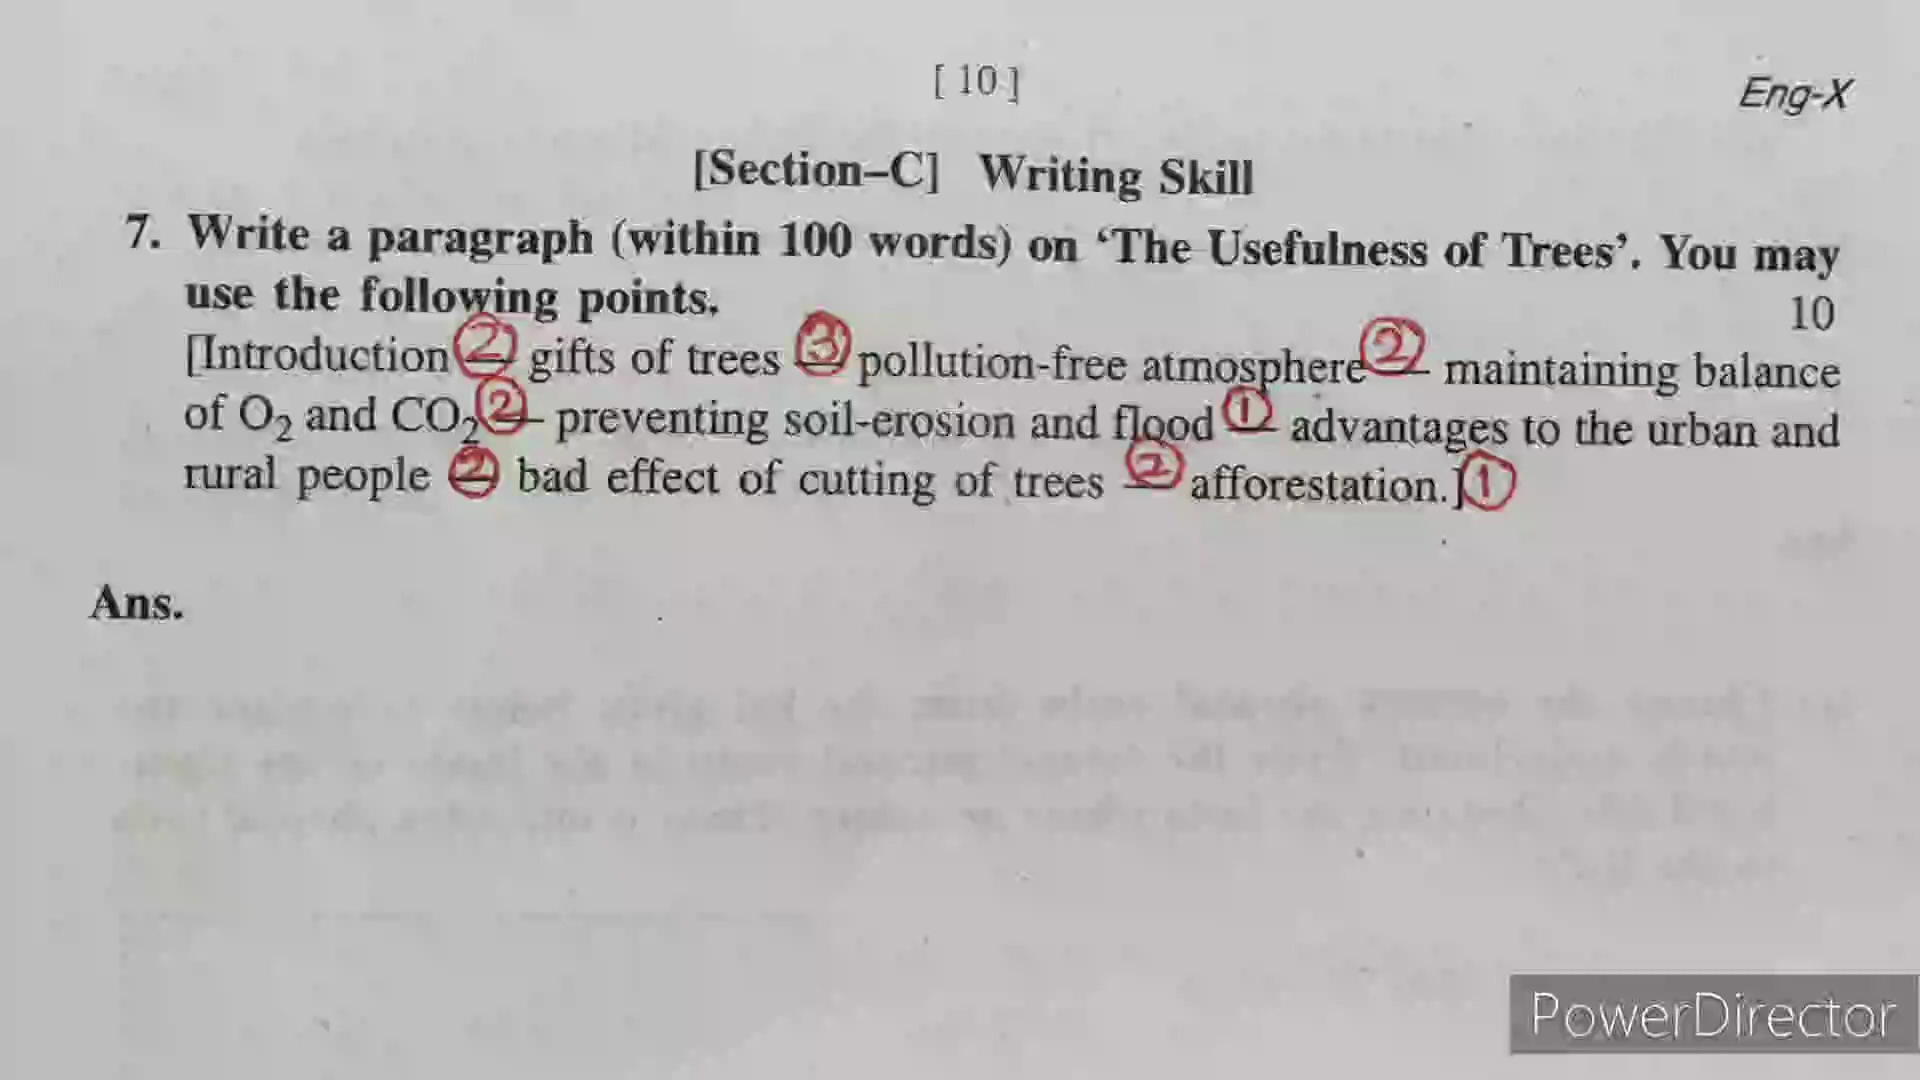 [ 10 ]
Eng-X
[Section–C] Writing Skill
7. Write a paragraph (within 100 words) on ‘The Usefulness of Trees’. You may
use the following points. 10
[Introduction ② gifts of trees ③ pollution-free atmosphere ② maintaining balance
of O₂ and CO₂ ② preventing soil-erosion and flood ① advantages to the urban and
rural people ② bad effect of cutting of trees ② afforestation.] ①
Ans.
PowerDirector